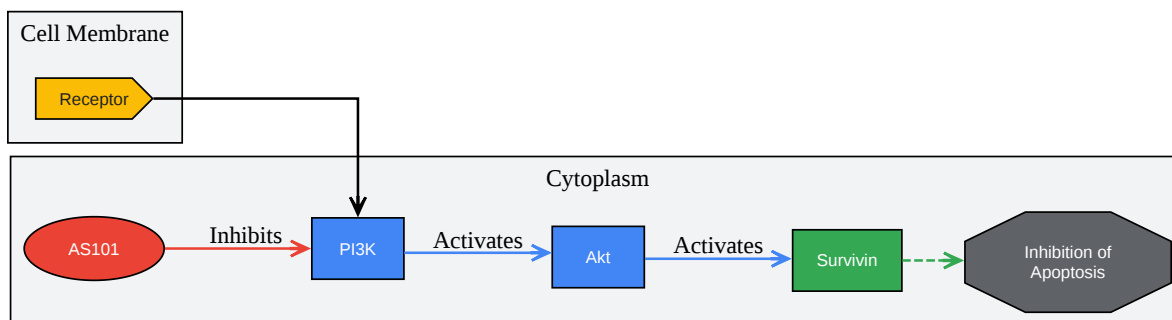 Cell Membrane
Receptor
Cytoplasm
AS101
Inhibits
PI3K
Activates
Akt
Activates
Survivin
Inhibition of
Apoptosis